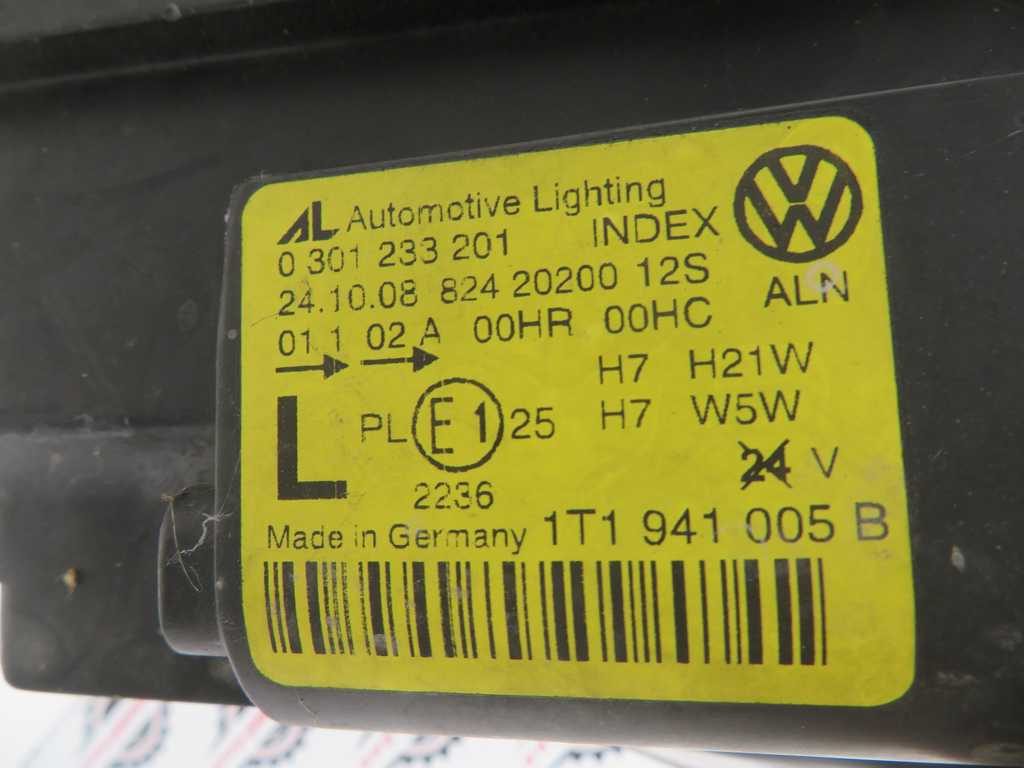 AL Automotive Lighting
0 301 233 201 INDEX
24.10.08 824 20200 12S ALN
01 1 02 A 00HR 00HC
H7 H21W
L PL E1 25 H7 W5W
24 V
2236
Made in Germany 1T1 941 005 B